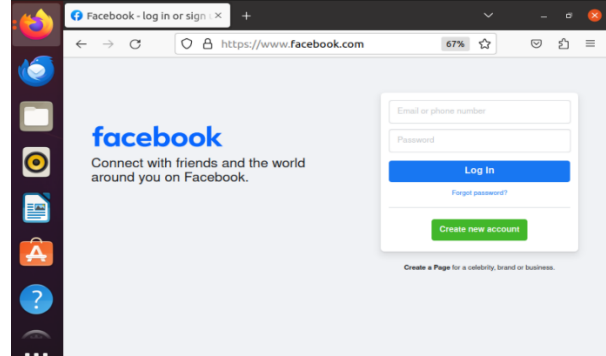 Facebook - log in or sign u
https://www.facebook.com
67%
facebook
Connect with friends and the world
around you on Facebook.
Email or phone number
Password
Log In
Forgot password?
Create new account
Create a Page for a celebrity, brand or business.